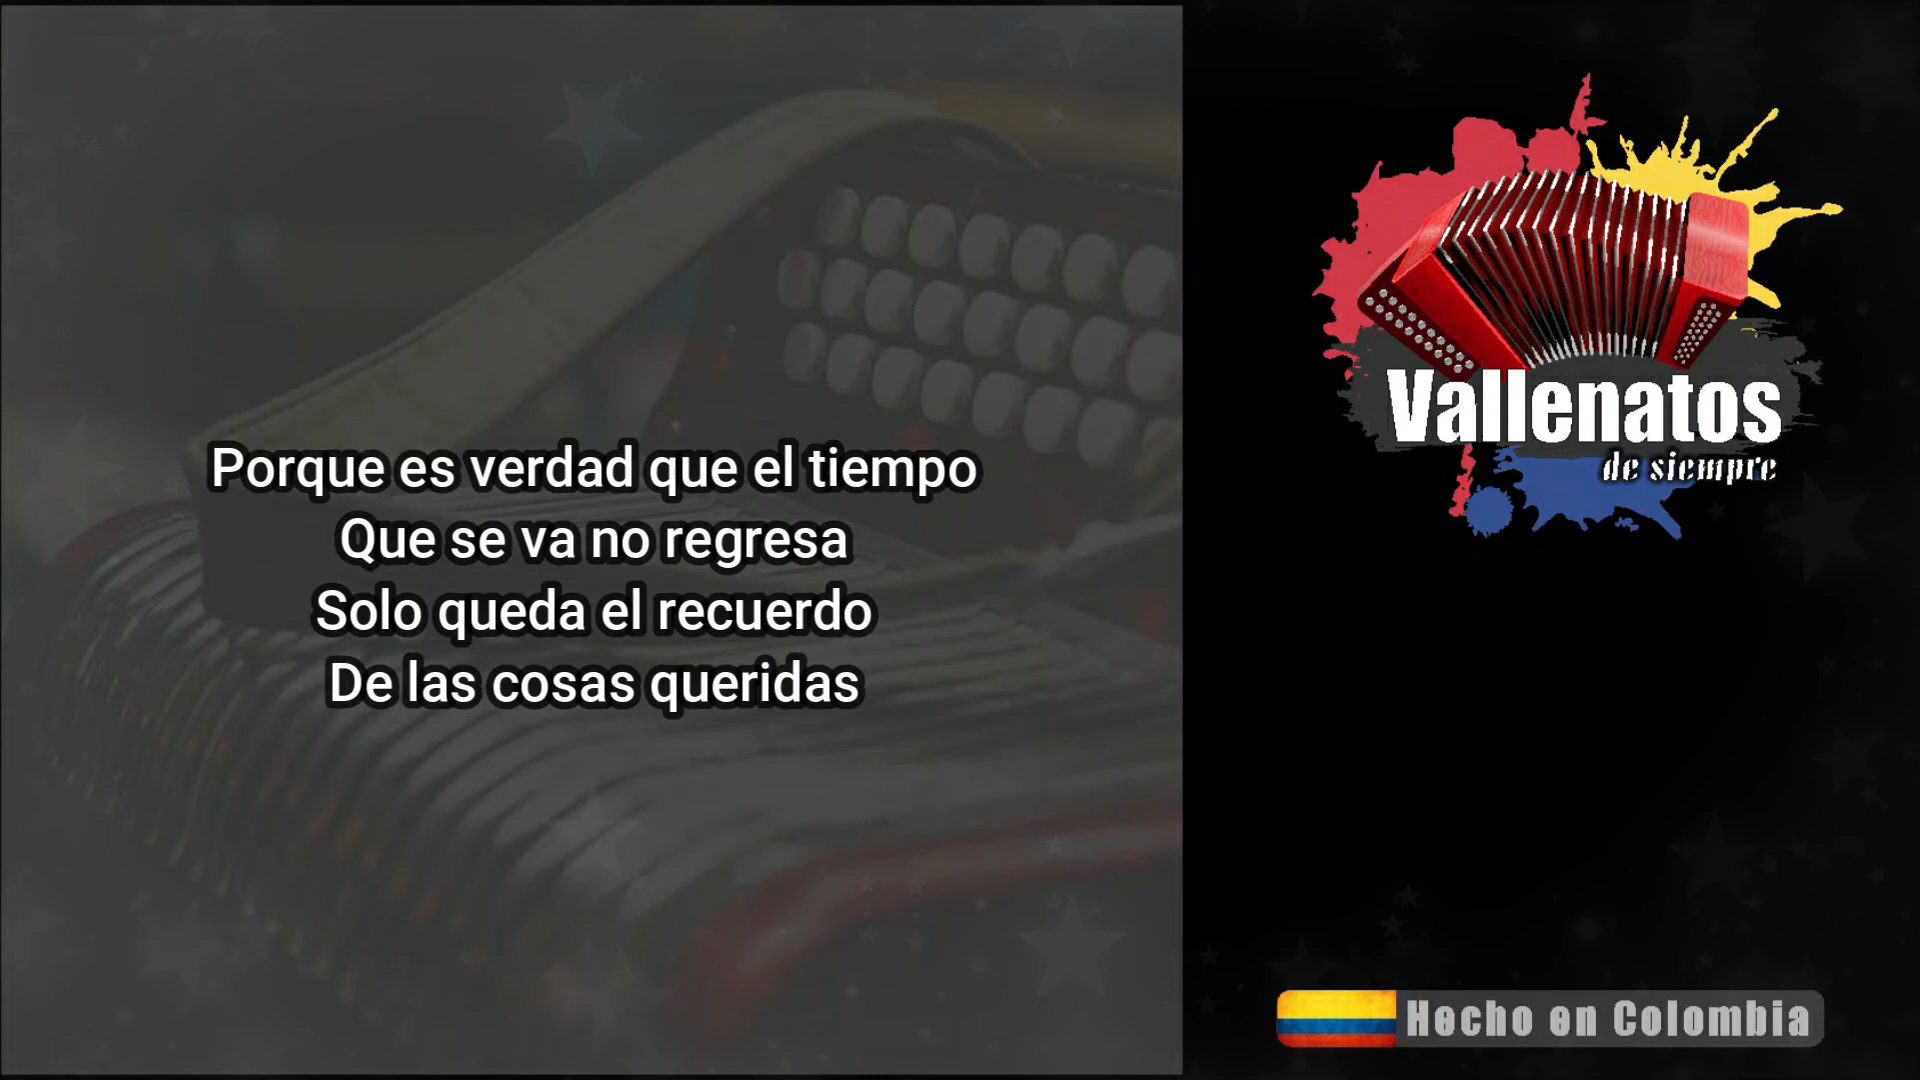 Porque es verdad que el tiempo
Que se va no regresa
Solo queda el recuerdo
De las cosas queridas
Vallenatos
de siempre
Hecho en Colombia